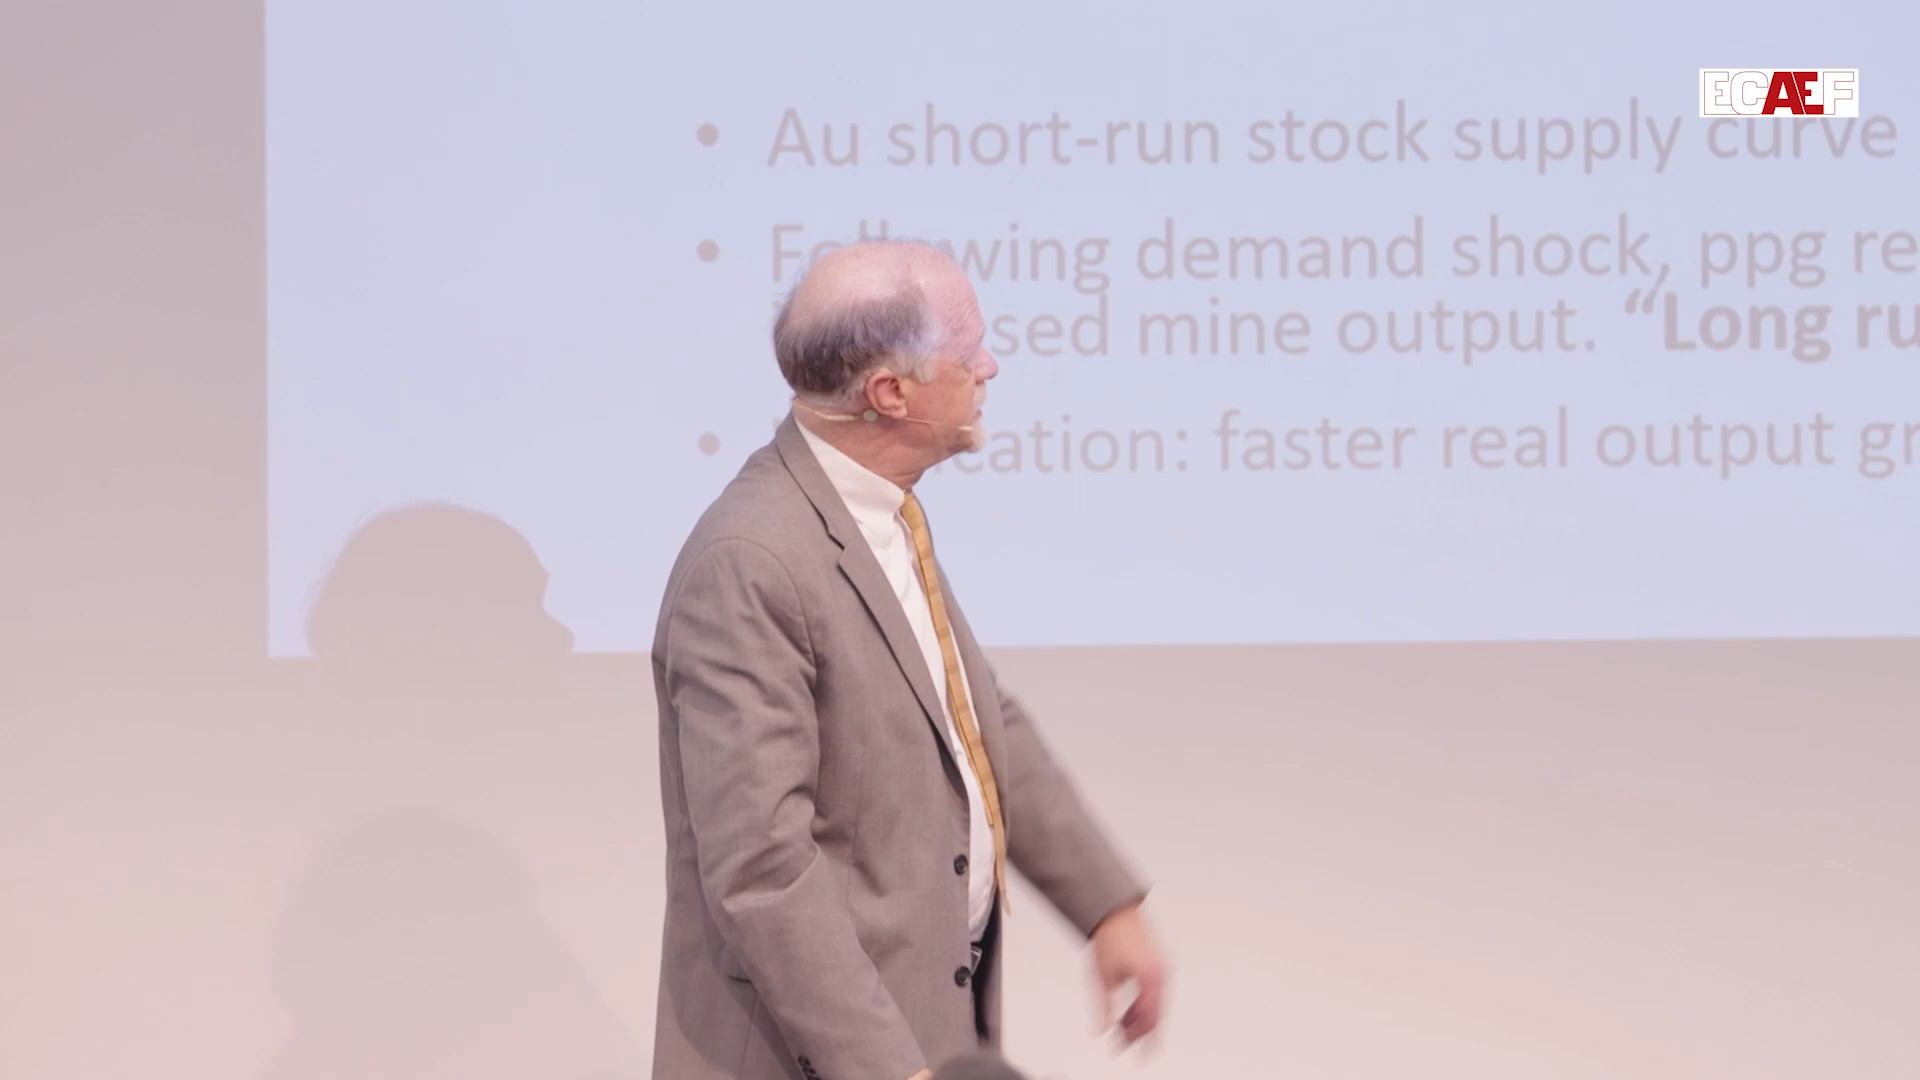 ECAEF
• Au short-run stock supply curve
• Following demand shock, ppg re
sed mine output. “Long ru
• cation: faster real output gr